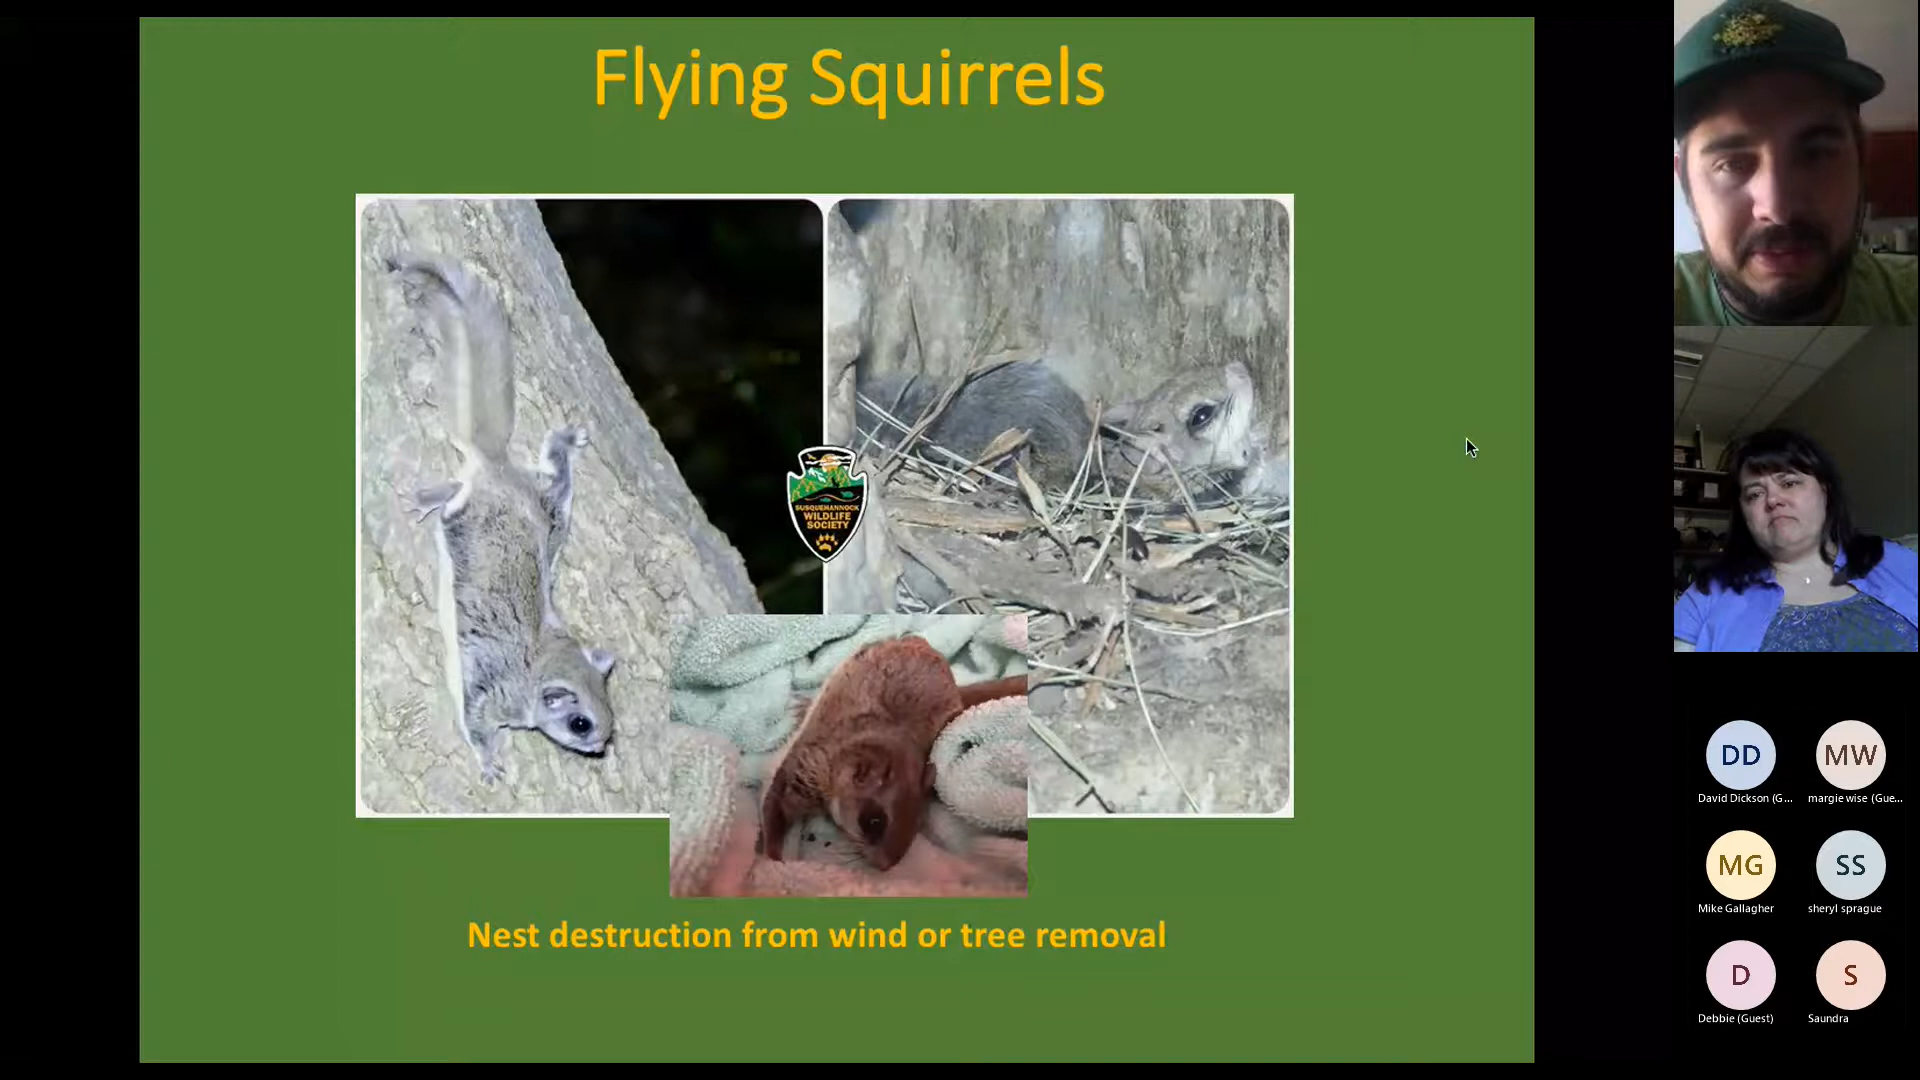 Flying Squirrels
SUSQUEHANNOCK
WILDLIFE
SOCIETY
Nest destruction from wind or tree removal
DD
MW
David Dickson (G...
margie wise (Gue...
MG
SS
Mike Gallagher
sheryl sprague
D
S
Debbie (Guest)
Saundra